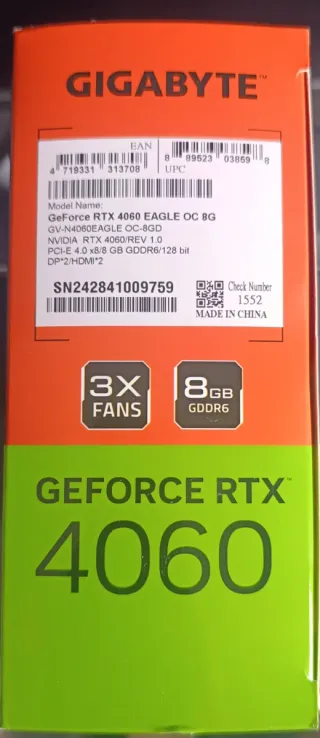 GIGABYTE™
EAN
4 719331 313708
8 89523 03859 8
UPC
Model Name:
GeForce RTX 4060 EAGLE OC 8G
GV-N4060EAGLE OC-8GD
NVIDIA RTX 4060/REV 1.0
PCI-E 4.0 x8/8 GB GDDR6/128 bit
DP*2/HDMI*2
SN242841009759
Check Number
1552
MADE IN CHINA
3X
FANS
8GB
GDDR6
GEFORCE RTX™
4060